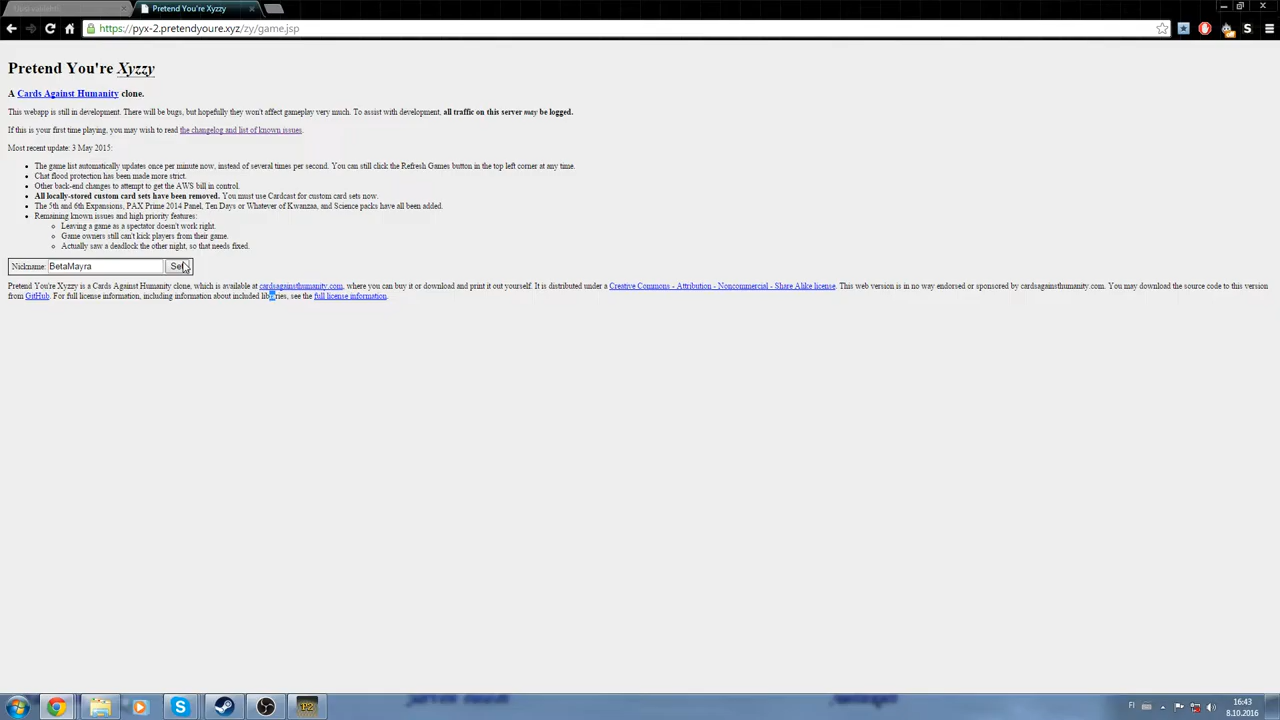 Pretend You're Xyzzy
https://pyx-2.pretendyoure.xyz/zy/game.jsp
Pretend You're Xyzzy
A Cards Against Humanity clone.
This webapp is still in development. There will be bugs, but hopefully they won't affect gameplay very much. To assist with development, all traffic on this server may be logged.
If this is your first time playing, you may wish to read the changelog and list of known issues.
Most recent update: 3 May 2015:
The game list automatically updates once per minute now, instead of several times per second. You can still click the Refresh Games button in the top left corner at any time.
Chat flood protection has been made more strict.
Other back-end changes to attempt to get the AWS bill in control.
All locally-stored custom card sets have been removed. You must use Cardcast for custom card sets now.
The 5th and 6th Expansions, PAX Prime 2014 Panel, Ten Days or Whatever of Kwanzaa, and Science packs have all been added.
Remaining known issues and high priority features:
Leaving a game as a spectator doesn't work right.
Game owners still can't kick players from their game.
Actually saw a deadlock the other night, so that needs fixed.
Nickname: BetaMayra Set
Pretend You're Xyzzy is a Cards Against Humanity clone, which is available at cardsagainsthumanity.com, where you can buy it or download and print it out yourself. It is distributed under a Creative Commons - Attribution - Noncommercial - Share Alike license. This web version is in no way endorsed or sponsored by cardsagainsthumanity.com. You may download the source code to this version
from GitHub. For full license information, including information about included libraries, see the full license information.
FI
16:43
8.10.2016